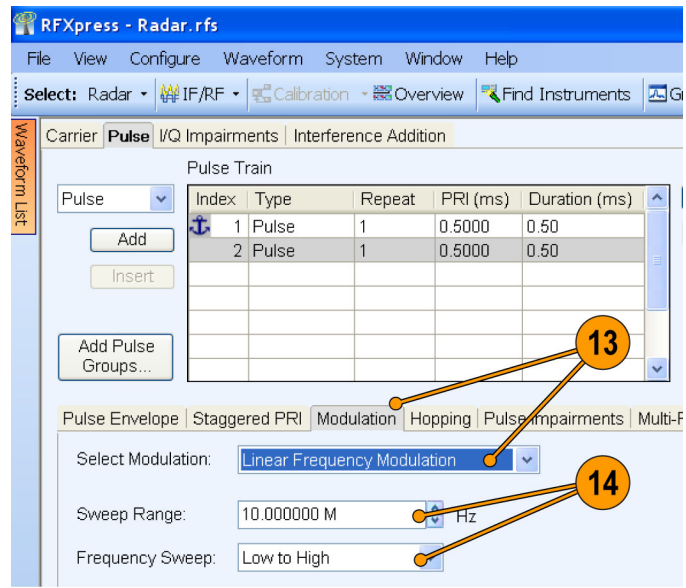 RFXpress - Radar.rfs
File View Configure Waveform System Window Help
Select: Radar IF/RF Calibration Overview Find Instruments
Waveform List
Carrier Pulse I/Q Impairments Interference Addition
Pulse Train
Pulse
Index Type Repeat PRI (ms) Duration (ms)
1 Pulse 1 0.5000 0.50
Add
2 Pulse 1 0.5000 0.50
Insert
Add Pulse
Groups...
13
Pulse Envelope Staggered PRI Modulation Hopping Pulse Impairments
Select Modulation: Linear Frequency Modulation
14
Sweep Range: 10.000000 M Hz
Frequency Sweep: Low to High